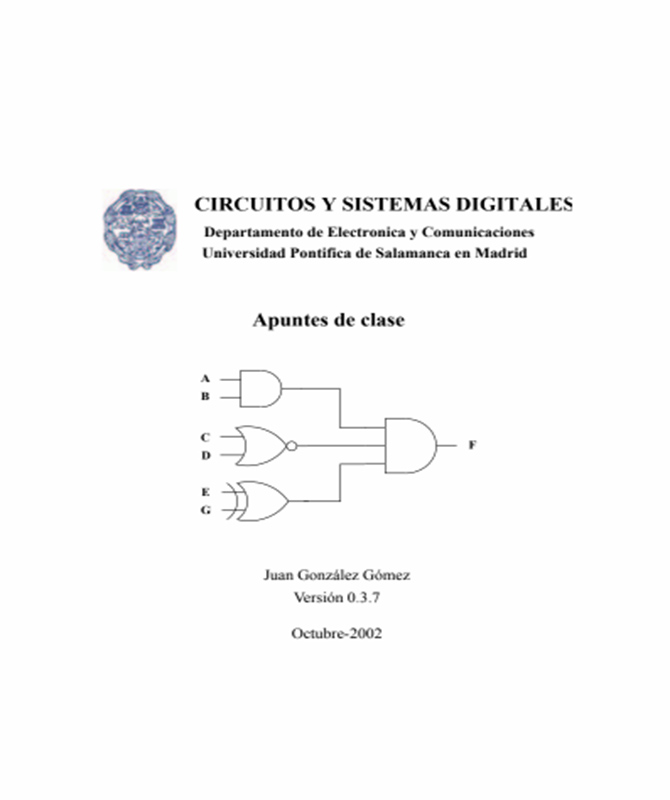 CIRCUITOS Y SISTEMAS DIGITALES
Departamento de Electronica y Comunicaciones
Universidad Pontifica de Salamanca en Madrid
Apuntes de clase
A
B
C
D
F
E
G
Juan González Gómez
Versión 0.3.7
Octubre-2002